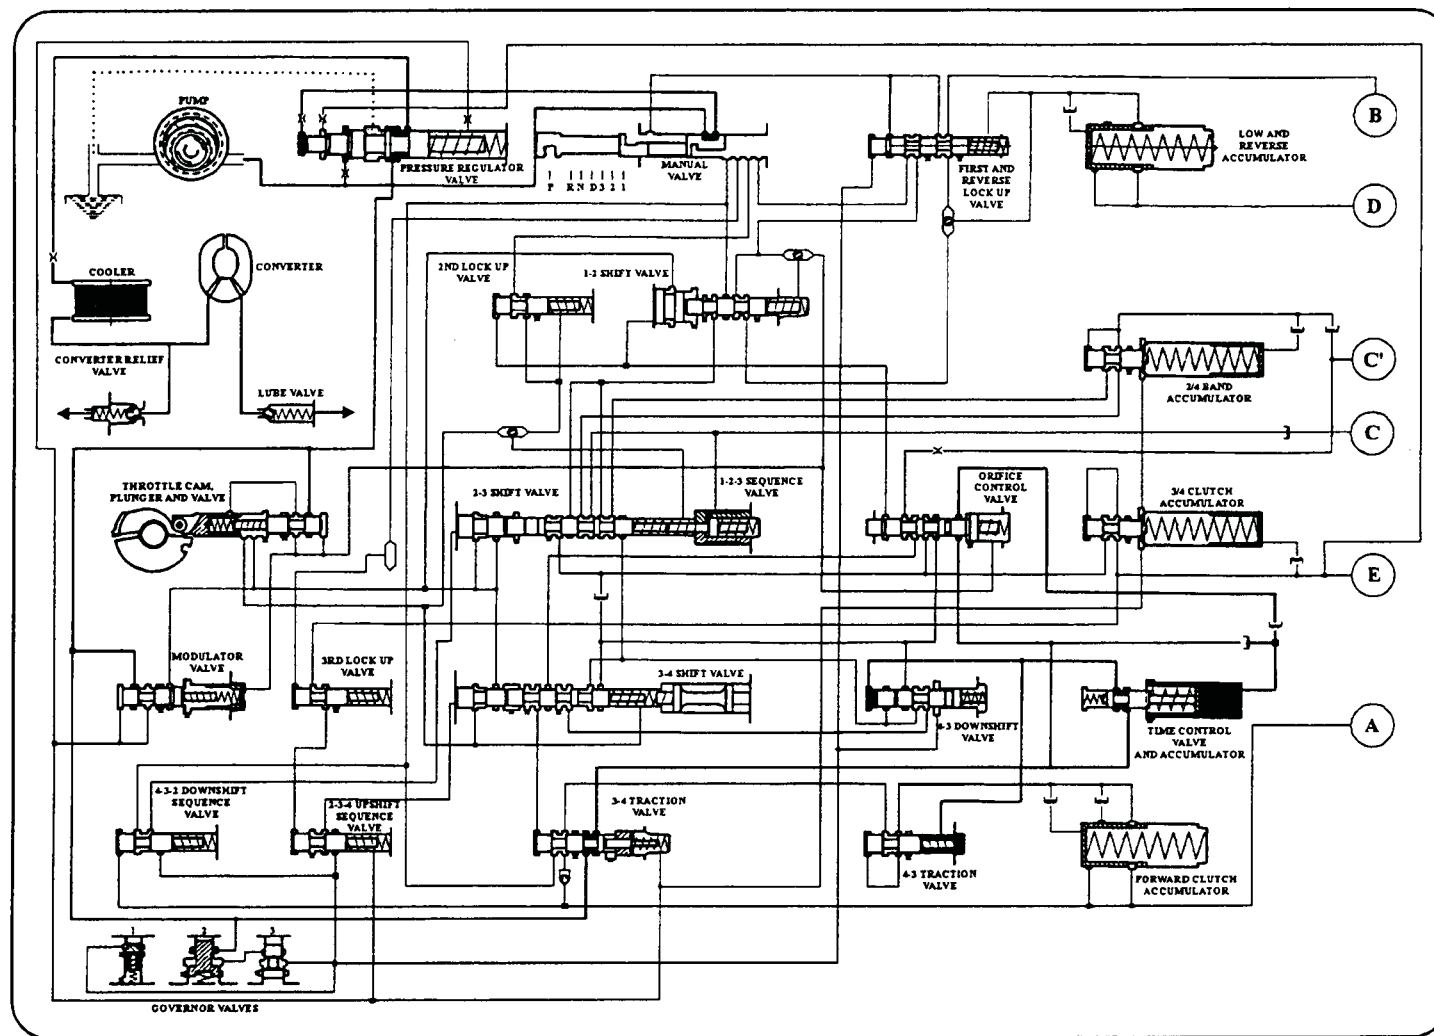 PUMP
PRESSURE REGULATOR
VALVE
MANUAL
VALVE
P R N D 3 2 1
FIRST AND
REVERSE
LOCK UP
VALVE
LOW AND
REVERSE
ACCUMULATOR
B
D
COOLER
CONVERTER
2ND LOCK UP
VALVE
1-2 SHIFT VALVE
CONVERTER RELIEF
VALVE
LUBE VALVE
2/4 BAND
ACCUMULATOR
C'
C
THROTTLE CAM,
PLUNGER AND VALVE
2-3 SHIFT VALVE
1-2-3 SEQUENCE
VALVE
ORIFICE
CONTROL
VALVE
3/4 CLUTCH
ACCUMULATOR
E
MODULATOR
VALVE
3RD LOCK UP
VALVE
3-4 SHIFT VALVE
4-3 DOWNSHIFT
VALVE
TIME CONTROL
VALVE
AND ACCUMULATOR
A
4-3-2 DOWNSHIFT
SEQUENCE
VALVE
2-3-4 UPSHIFT
SEQUENCE
VALVE
3-4 TRACTION
VALVE
4-3 TRACTION
VALVE
FORWARD CLUTCH
ACCUMULATOR
1 2 3
GOVERNOR VALVES